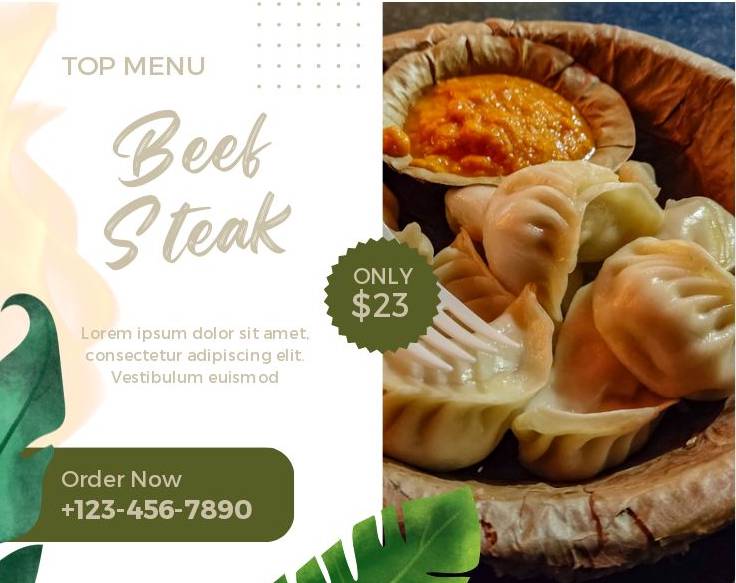 TOP MENU
Beef
Steak
ONLY
$23
Lorem ipsum dolor sit amet,
consectetur adipiscing elit.
Vestibulum euismod
Order Now
+123-456-7890